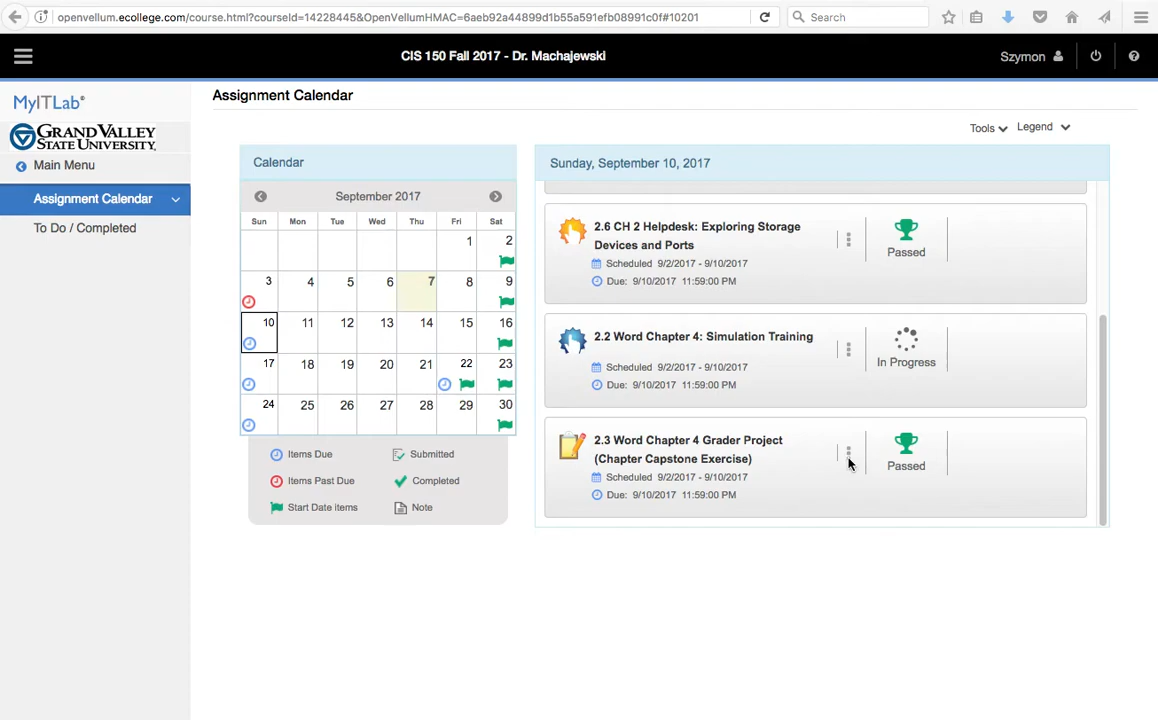 openvellum.ecollege.com/course.html?courseId=14228445&OpenVellumHMAC=6aeb92a44899d1b55a591efb08991c0f#10201
Search
CIS 150 Fall 2017 - Dr. Machajewski
Szymon
MyITLab®
GRAND VALLEY
STATE UNIVERSITY.
Main Menu
Assignment Calendar
To Do / Completed
Assignment Calendar
Tools
Legend
Calendar
September 2017
Sun Mon Tue Wed Thu Fri Sat
1 2
3 4 5 6 7 8 9
10 11 12 13 14 15 16
17 18 19 20 21 22 23
24 25 26 27 28 29 30
Items Due
Submitted
Items Past Due
Completed
Start Date items
Note
Sunday, September 10, 2017
2.6 CH 2 Helpdesk: Exploring Storage
Devices and Ports
Scheduled 9/2/2017 - 9/10/2017
Due: 9/10/2017 11:59:00 PM
Passed
2.2 Word Chapter 4: Simulation Training
Scheduled 9/2/2017 - 9/10/2017
Due: 9/10/2017 11:59:00 PM
In Progress
2.3 Word Chapter 4 Grader Project
(Chapter Capstone Exercise)
Scheduled 9/2/2017 - 9/10/2017
Due: 9/10/2017 11:59:00 PM
Passed